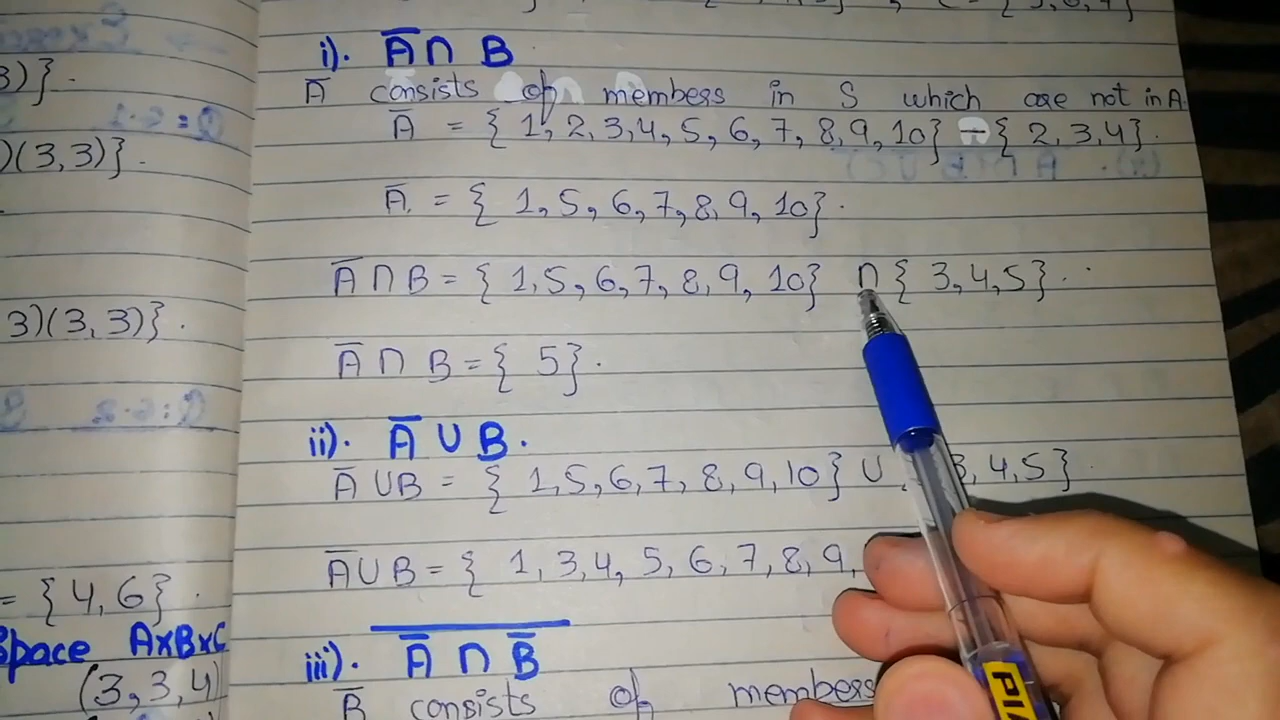 3)}.
)(3,3)}.
3)(3,3)}.
= {4,6}.
Space A×B×C
(3,3,4)
i). A̅ ∩ B
A̅ consists of members in S which are not in A.
A̅ = { 1, 2, 3, 4, 5, 6, 7, 8, 9, 10} - { 2, 3, 4}.
A̅. = { 1, 5, 6, 7, 8, 9, 10}.
A̅ ∩ B = { 1, 5, 6, 7, 8, 9, 10} ∩ { 3, 4, 5}.
A̅ ∩ B = { 5}.
ii). A̅ ∪ B.
A̅ ∪ B = { 1, 5, 6, 7, 8, 9, 10} ∪ 3, 4, 5}.
A̅ ∪ B = { 1, 3, 4, 5, 6, 7, 8, 9,
iii). \overline{A̅ ∩ B̅}
B̅ consists of members
PIA